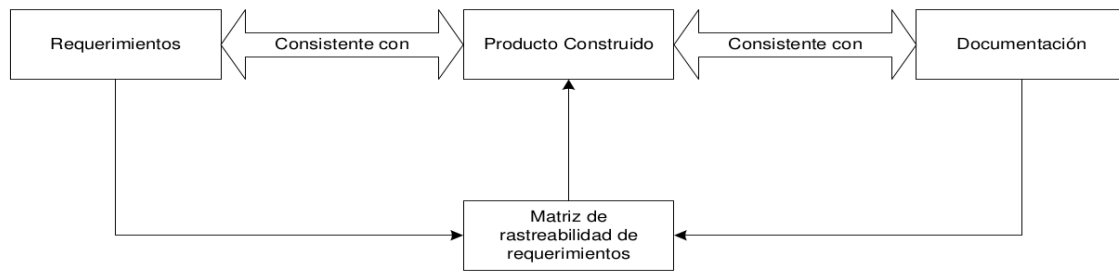 Requerimientos
Consistente con
Producto Construido
Consistente con
Documentación
Matriz de
rastreabilidad de
requerimientos